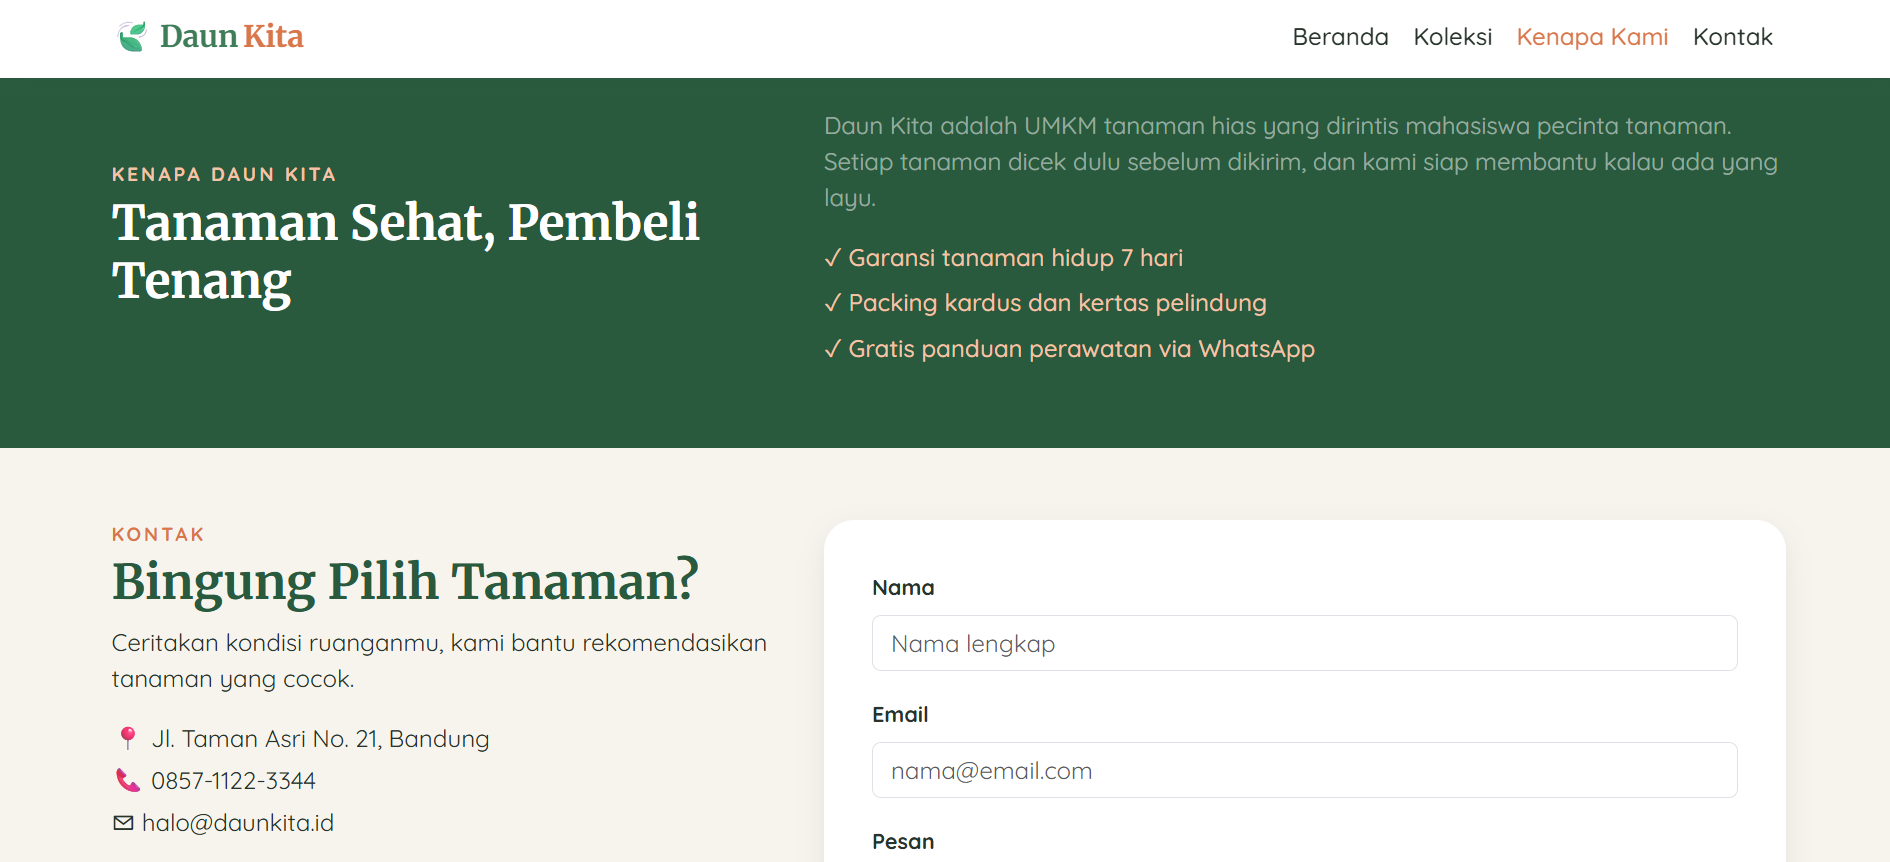 Daun Kita
Beranda Koleksi Kenapa Kami Kontak
KENAPA DAUN KITA
Tanaman Sehat, Pembeli
Tenang
Daun Kita adalah UMKM tanaman hias yang dirintis mahasiswa pecinta tanaman.
Setiap tanaman dicek dulu sebelum dikirim, dan kami siap membantu kalau ada yang
layu.
✓ Garansi tanaman hidup 7 hari
✓ Packing kardus dan kertas pelindung
✓ Gratis panduan perawatan via WhatsApp
KONTAK
Bingung Pilih Tanaman?
Ceritakan kondisi ruanganmu, kami bantu rekomendasikan
tanaman yang cocok.
📍 Jl. Taman Asri No. 21, Bandung
📞 0857-1122-3344
✉ halo@daunkita.id
Nama
Nama lengkap
Email
nama@email.com
Pesan